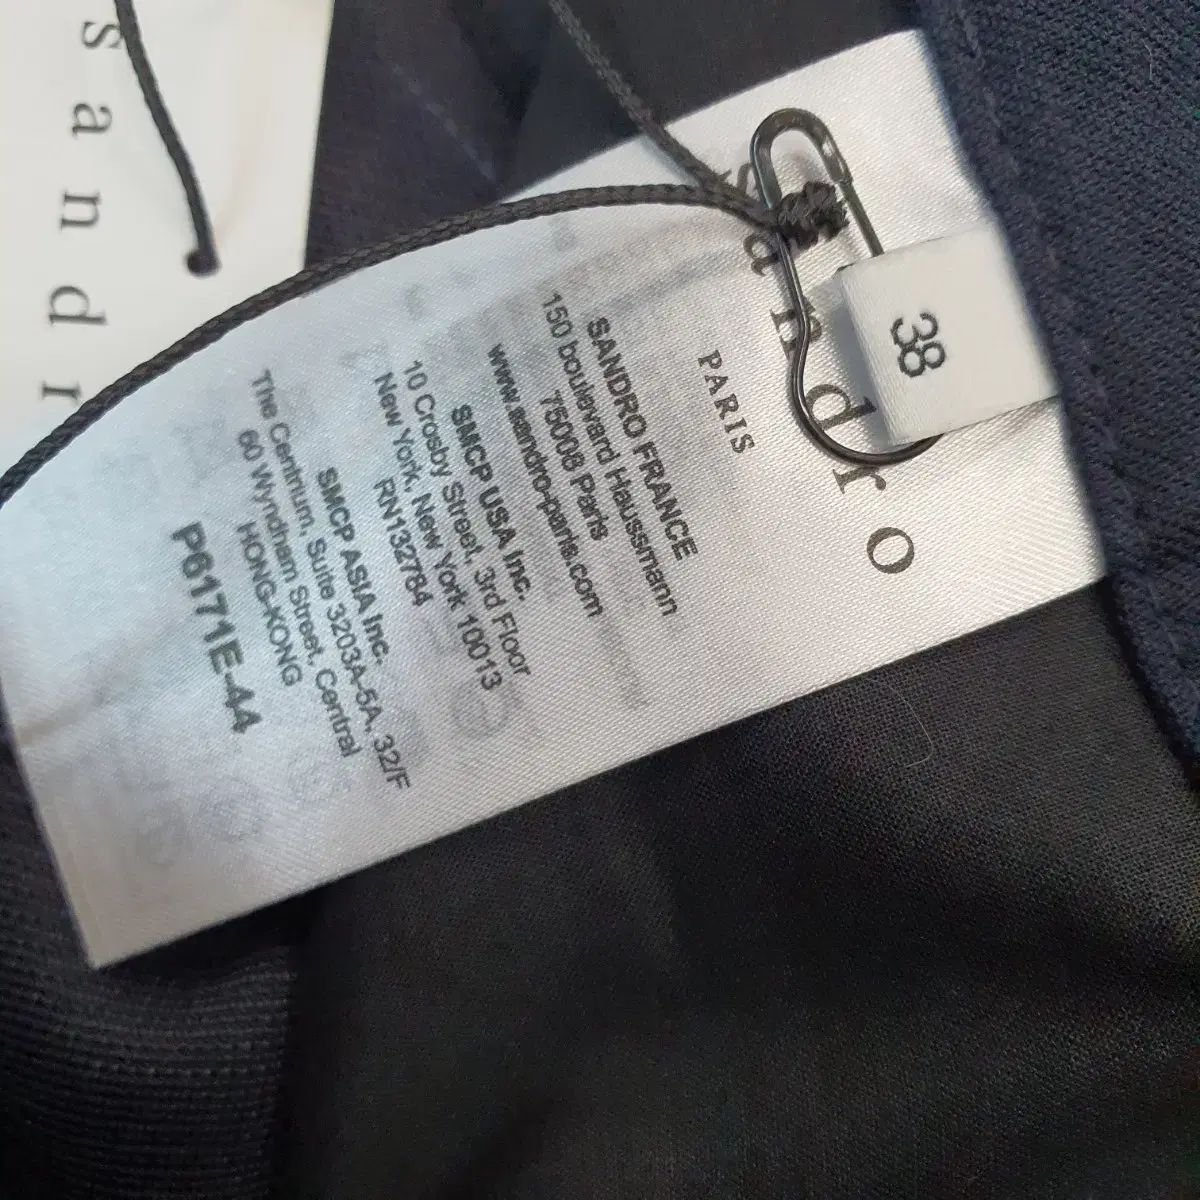 sandr
sandro
PARIS
38
SANDRO FRANCE
150 boulevard Haussmann
75008 Paris
www.sandro-paris.com
SMCP USA Inc.
10 Crosby Street, 3rd Floor
New York, New York 10013
RN132784
SMCP ASIA Inc.
The Centrium, Suite 3203A-5A, 32/F
60 Wyndham Street, Central
HONG-KONG
P6171E-44